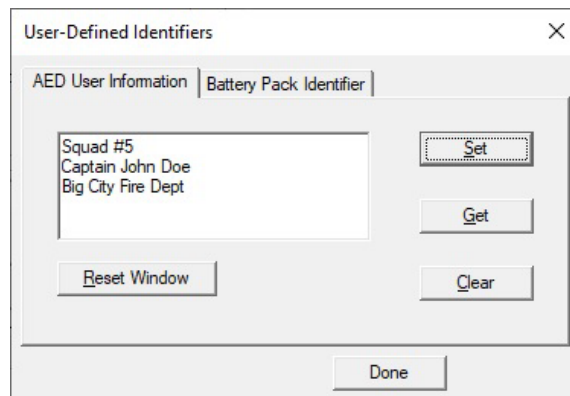 User-Defined Identifiers
AED User Information
Battery Pack Identifier
Squad #5
Captain John Doe
Big City Fire Dept
Set
Get
Reset Window
Clear
Done